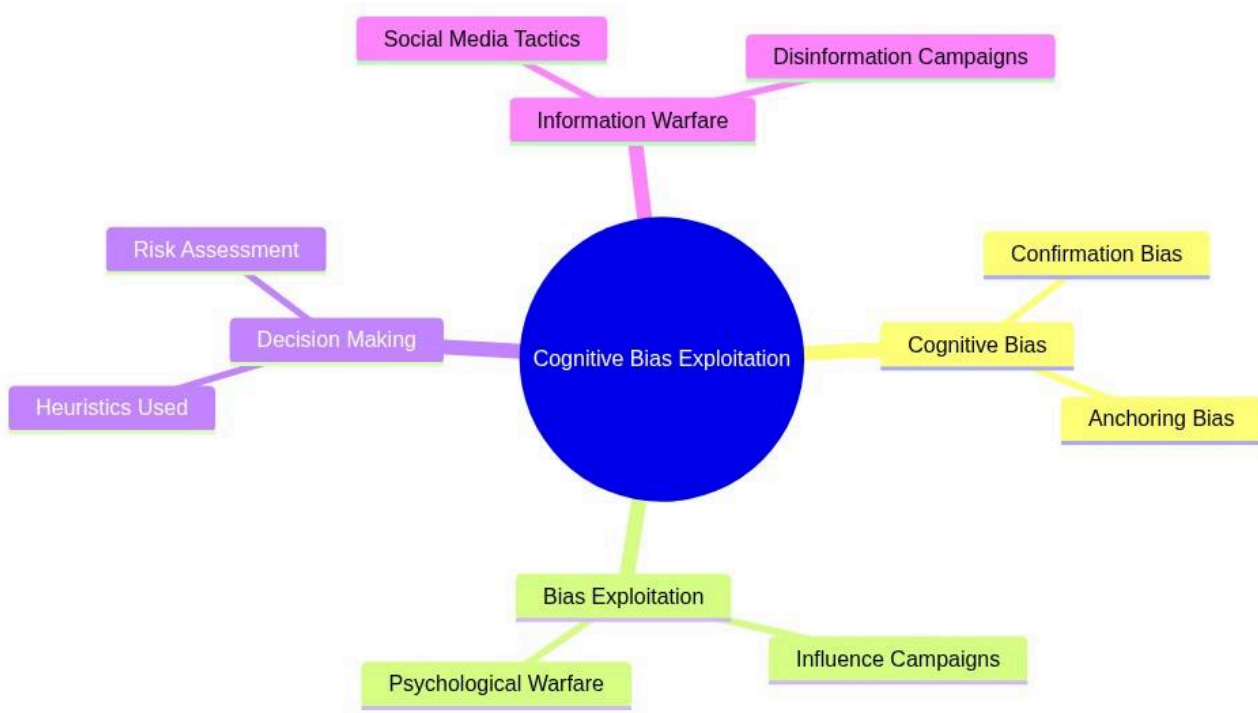 Social Media Tactics
Disinformation Campaigns
Information Warfare
Risk Assessment
Confirmation Bias
Decision Making
Cognitive Bias Exploitation
Cognitive Bias
Heuristics Used
Anchoring Bias
Bias Exploitation
Influence Campaigns
Psychological Warfare